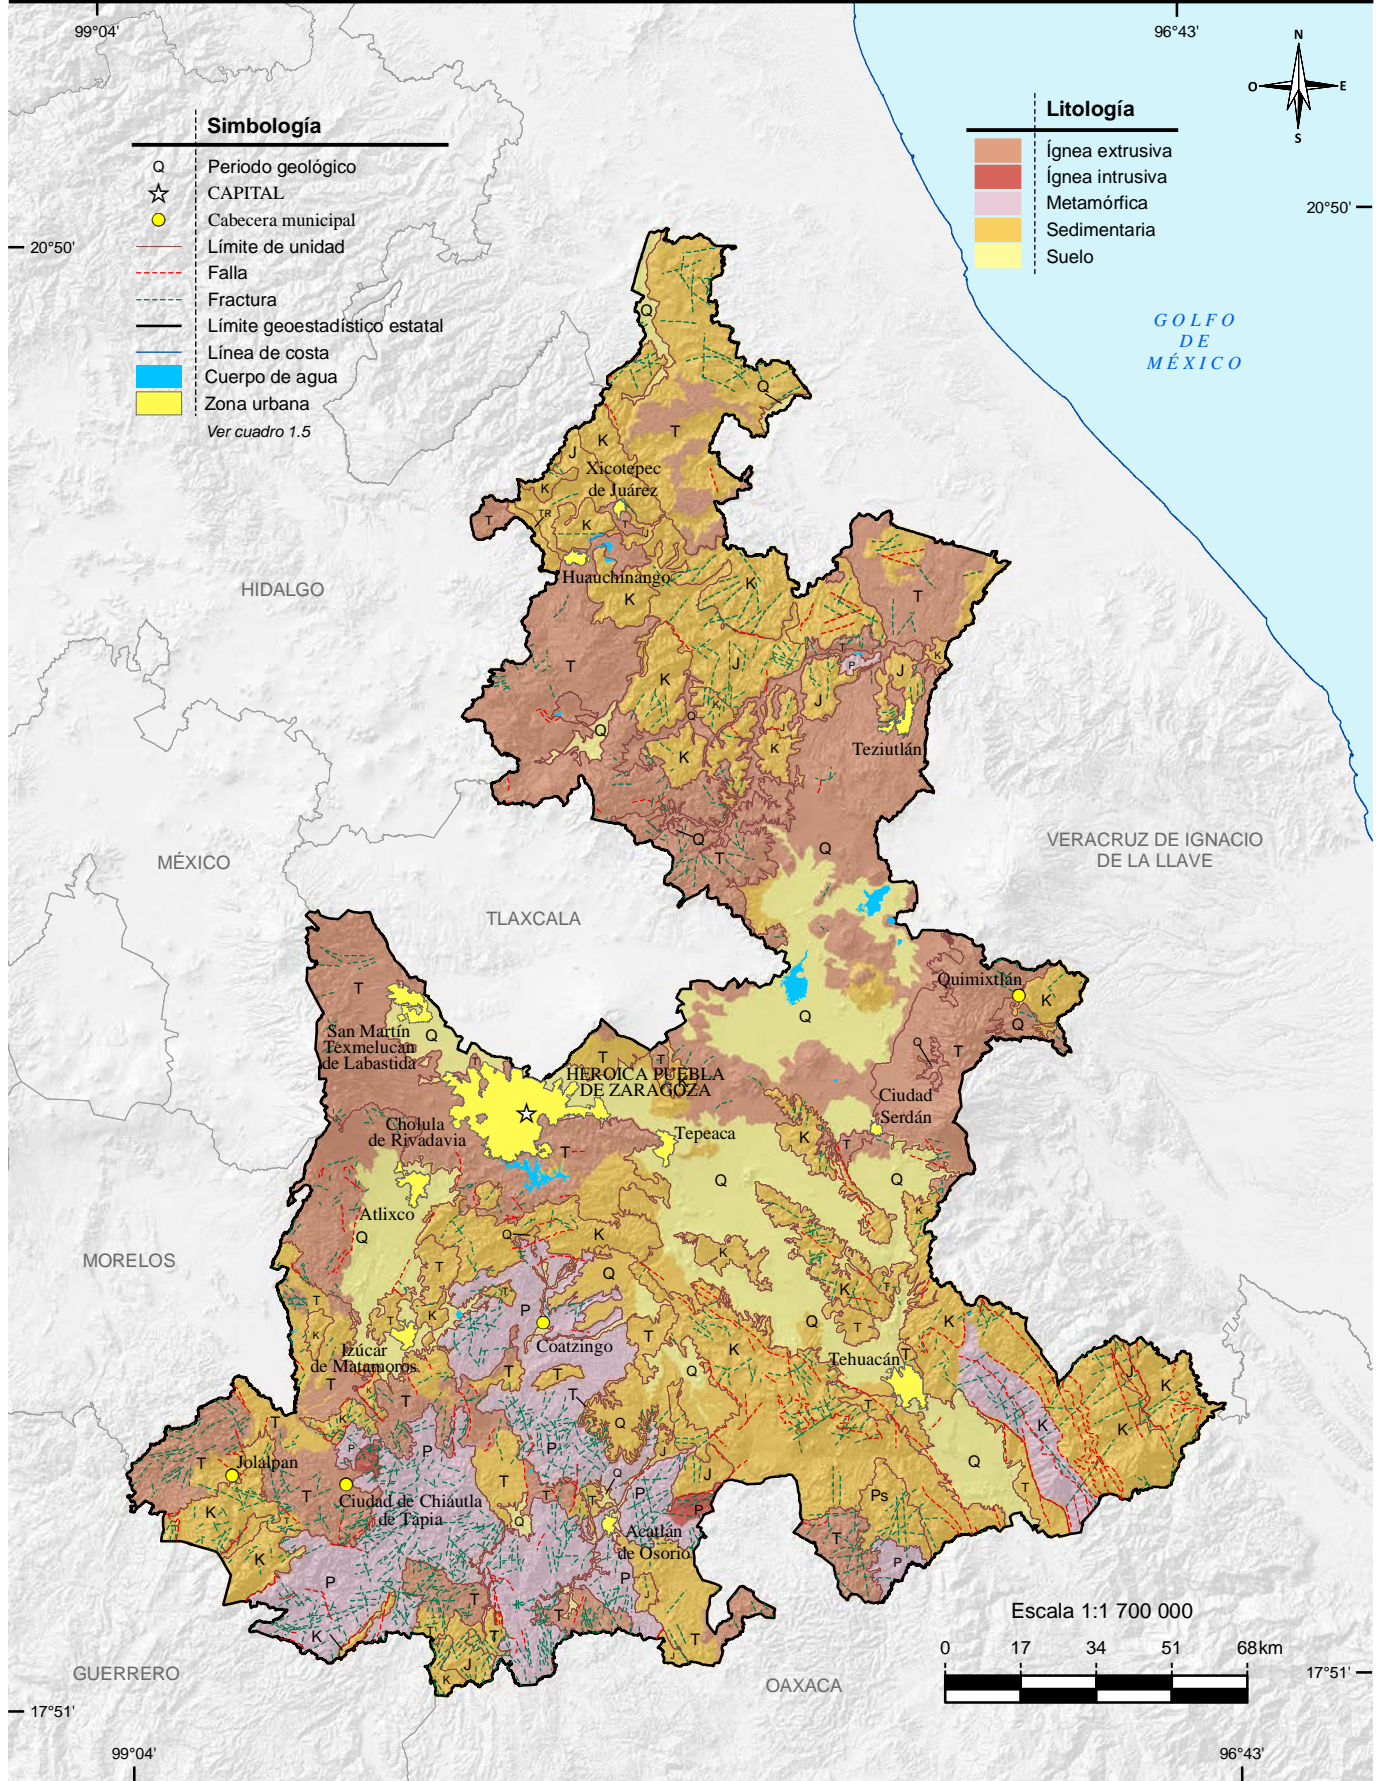 99°04'
96°43'
N
O
E
S
Simbología
Q Periodo geológico
CAPITAL
Cabecera municipal
Límite de unidad
Falla
Fractura
Límite geoestadístico estatal
Línea de costa
Cuerpo de agua
Zona urbana
Ver cuadro 1.5
Litología
Ígnea extrusiva
Ígnea intrusiva
Metamórfica
Sedimentaria
Suelo
20°50'
20°50'
GOLFO
DE
MÉXICO
Q
Q
T
K
J
Xicotepec
de Juárez
K
T
TR
K
T
J
Huauchinango
K
K
T
HIDALGO
T
K
J
T
P
K
J
J
K
Q
K
J
Q
K
K
Teziutlán
Q
T
Q
VERACRUZ DE IGNACIO
DE LA LLAVE
MÉXICO
TLAXCALA
T
Quimixtlán
K
Q
Q
Q
San Martín
Texmelucan
de Labastida
Q
T
T
T
T
HEROICA PUEBLA
DE ZARAGOZA
K
Ciudad
Serdán
Cholula
de Rivadavia
Tepeaca
T
K
T
Q
Q
Atlixco
K
Q
Q
K
K
MORELOS
T
Q
T
K
T
T
P
T
K
Q
K
T
K
Izúcar
de Matamoros
Coatzingo
T
K
Tehuacán
T
T
T
T
Q
J
K
T
T
T
K
Q
K
K
P
P
P
J
T
Jolalpan
T
T
Q
J
Q
P
Ps
T
Ciudad de Chiautla
de Tapia
T
T
P
K
T
Q
Acatlán
de Osorio
T
K
P
P
P
T
J
T
K
T
T
T
J
K
Escala 1:1 700 000
0 17 34 51 68km
GUERRERO
OAXACA
17°51'
17°51'
99°04'
96°43'